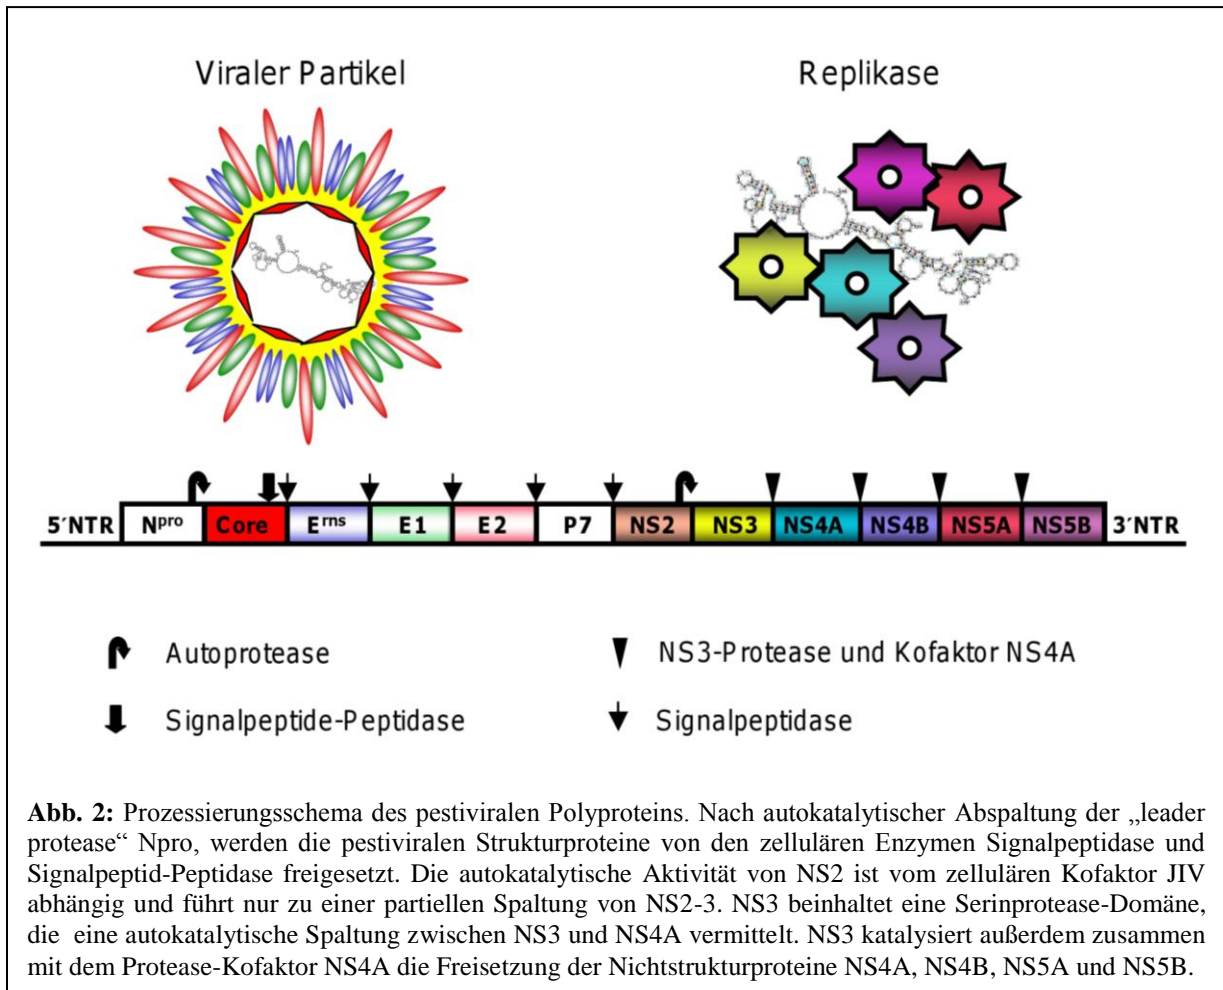 Viraler Partikel
Replikase
5´NTR Npro Core Erns E1 E2 P7 NS2 NS3 NS4A NS4B NS5A NS5B 3´NTR
Autoprotease
NS3-Protease und Kofaktor NS4A
Signalpeptide-Peptidase
Signalpeptidase
Abb. 2: Prozessierungsschema des pestiviralen Polyproteins. Nach autokatalytischer Abspaltung der „leader
protease“ Npro, werden die pestiviralen Strukturproteine von den zellulären Enzymen Signalpeptidase und
Signalpeptid-Peptidase freigesetzt. Die autokatalytische Aktivität von NS2 ist vom zellulären Kofaktor JIV
abhängig und führt nur zu einer partiellen Spaltung von NS2-3. NS3 beinhaltet eine Serinprotease-Domäne,
die eine autokatalytische Spaltung zwischen NS3 und NS4A vermittelt. NS3 katalysiert außerdem zusammen
mit dem Protease-Kofaktor NS4A die Freisetzung der Nichtstrukturproteine NS4A, NS4B, NS5A und NS5B.